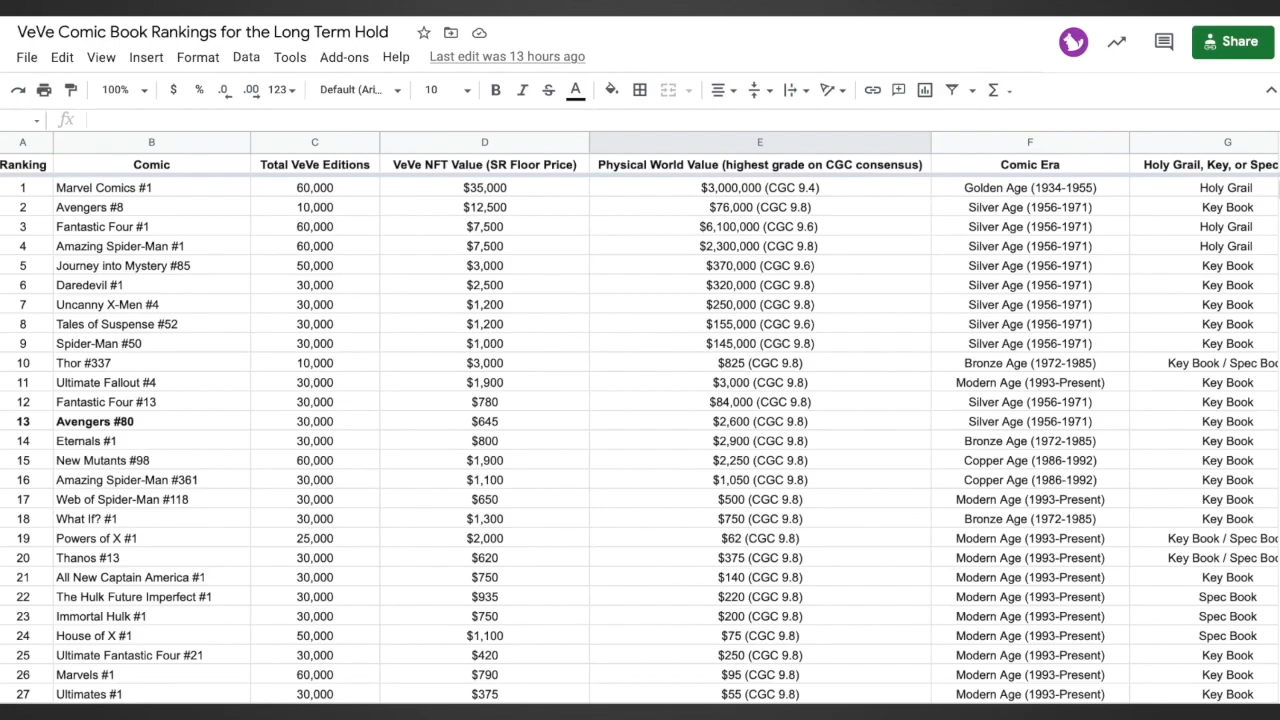 VeVe Comic Book Rankings for the Long Term Hold
Share
File Edit View Insert Format Data Tools Add-ons Help Last edit was 13 hours ago
100% $ % .0 .00 123 Default (Ari... 10 B I S A Σ
fx
A B C D E F G
Ranking Comic Total VeVe Editions VeVe NFT Value (SR Floor Price) Physical World Value (highest grade on CGC consensus) Comic Era Holy Grail, Key, or Spec
1 Marvel Comics #1 60,000 $35,000 $3,000,000 (CGC 9.4) Golden Age (1934-1955) Holy Grail
2 Avengers #8 10,000 $12,500 $76,000 (CGC 9.8) Silver Age (1956-1971) Key Book
3 Fantastic Four #1 60,000 $7,500 $6,100,000 (CGC 9.6) Silver Age (1956-1971) Holy Grail
4 Amazing Spider-Man #1 60,000 $7,500 $2,300,000 (CGC 9.8) Silver Age (1956-1971) Holy Grail
5 Journey into Mystery #85 50,000 $3,000 $370,000 (CGC 9.6) Silver Age (1956-1971) Key Book
6 Daredevil #1 30,000 $2,500 $320,000 (CGC 9.8) Silver Age (1956-1971) Key Book
7 Uncanny X-Men #4 30,000 $1,200 $250,000 (CGC 9.8) Silver Age (1956-1971) Key Book
8 Tales of Suspense #52 30,000 $1,200 $155,000 (CGC 9.6) Silver Age (1956-1971) Key Book
9 Spider-Man #50 30,000 $1,000 $145,000 (CGC 9.8) Silver Age (1956-1971) Key Book
10 Thor #337 10,000 $3,000 $825 (CGC 9.8) Bronze Age (1972-1985) Key Book / Spec Boo
11 Ultimate Fallout #4 30,000 $1,900 $3,000 (CGC 9.8) Modern Age (1993-Present) Key Book
12 Fantastic Four #13 30,000 $780 $84,000 (CGC 9.8) Silver Age (1956-1971) Key Book
13 Avengers #80 30,000 $645 $2,600 (CGC 9.8) Silver Age (1956-1971) Key Book
14 Eternals #1 30,000 $800 $2,900 (CGC 9.8) Bronze Age (1972-1985) Key Book
15 New Mutants #98 60,000 $1,900 $2,250 (CGC 9.8) Copper Age (1986-1992) Key Book
16 Amazing Spider-Man #361 30,000 $1,100 $1,050 (CGC 9.8) Copper Age (1986-1992) Key Book
17 Web of Spider-Man #118 30,000 $650 $500 (CGC 9.8) Modern Age (1993-Present) Key Book
18 What If? #1 30,000 $1,300 $750 (CGC 9.8) Bronze Age (1972-1985) Key Book
19 Powers of X #1 25,000 $2,000 $62 (CGC 9.8) Modern Age (1993-Present) Key Book / Spec Boo
20 Thanos #13 30,000 $620 $375 (CGC 9.8) Modern Age (1993-Present) Key Book / Spec Boo
21 All New Captain America #1 30,000 $750 $140 (CGC 9.8) Modern Age (1993-Present) Key Book
22 The Hulk Future Imperfect #1 30,000 $935 $220 (CGC 9.8) Modern Age (1993-Present) Spec Book
23 Immortal Hulk #1 30,000 $750 $200 (CGC 9.8) Modern Age (1993-Present) Spec Book
24 House of X #1 50,000 $1,100 $75 (CGC 9.8) Modern Age (1993-Present) Spec Book
25 Ultimate Fantastic Four #21 30,000 $420 $250 (CGC 9.8) Modern Age (1993-Present) Key Book
26 Marvels #1 60,000 $790 $95 (CGC 9.8) Modern Age (1993-Present) Key Book
27 Ultimates #1 30,000 $375 $55 (CGC 9.8) Modern Age (1993-Present) Key Book